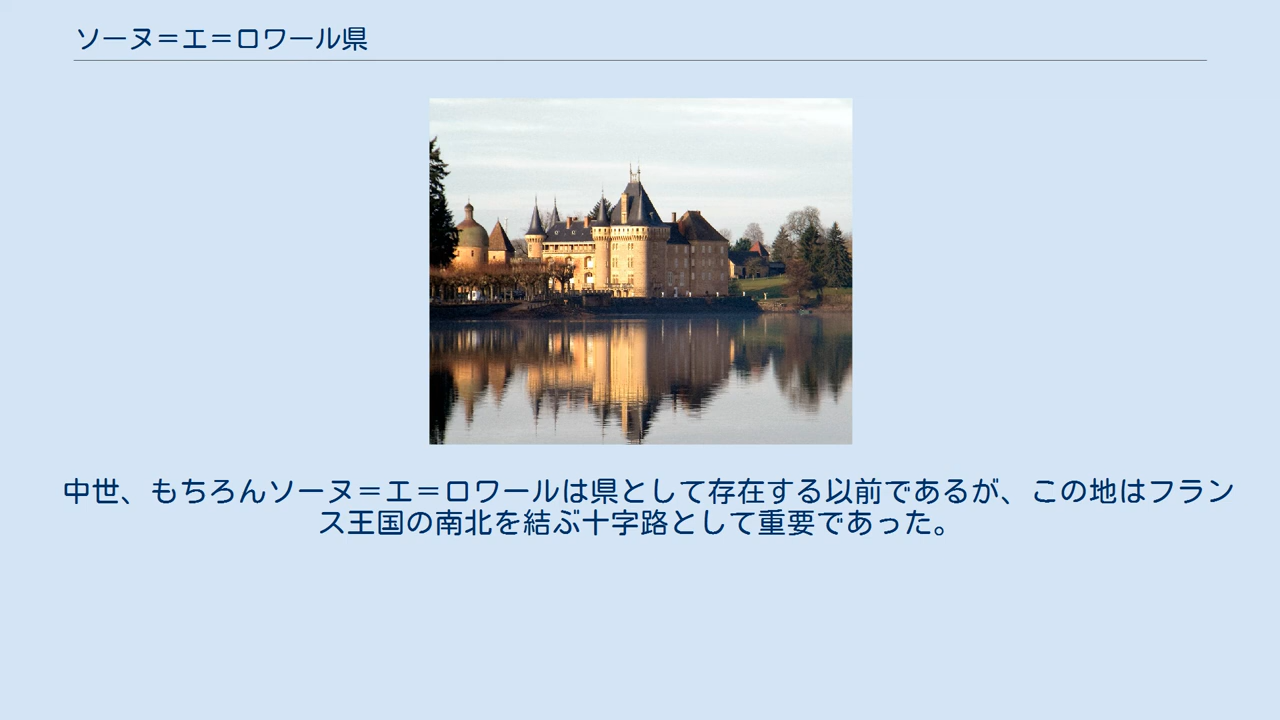 ソーヌ＝エ＝ロワール県
中世、もちろんソーヌ＝エ＝ロワールは県として存在する以前であるが、この地はフラン
ス王国の南北を結ぶ十字路として重要であった。